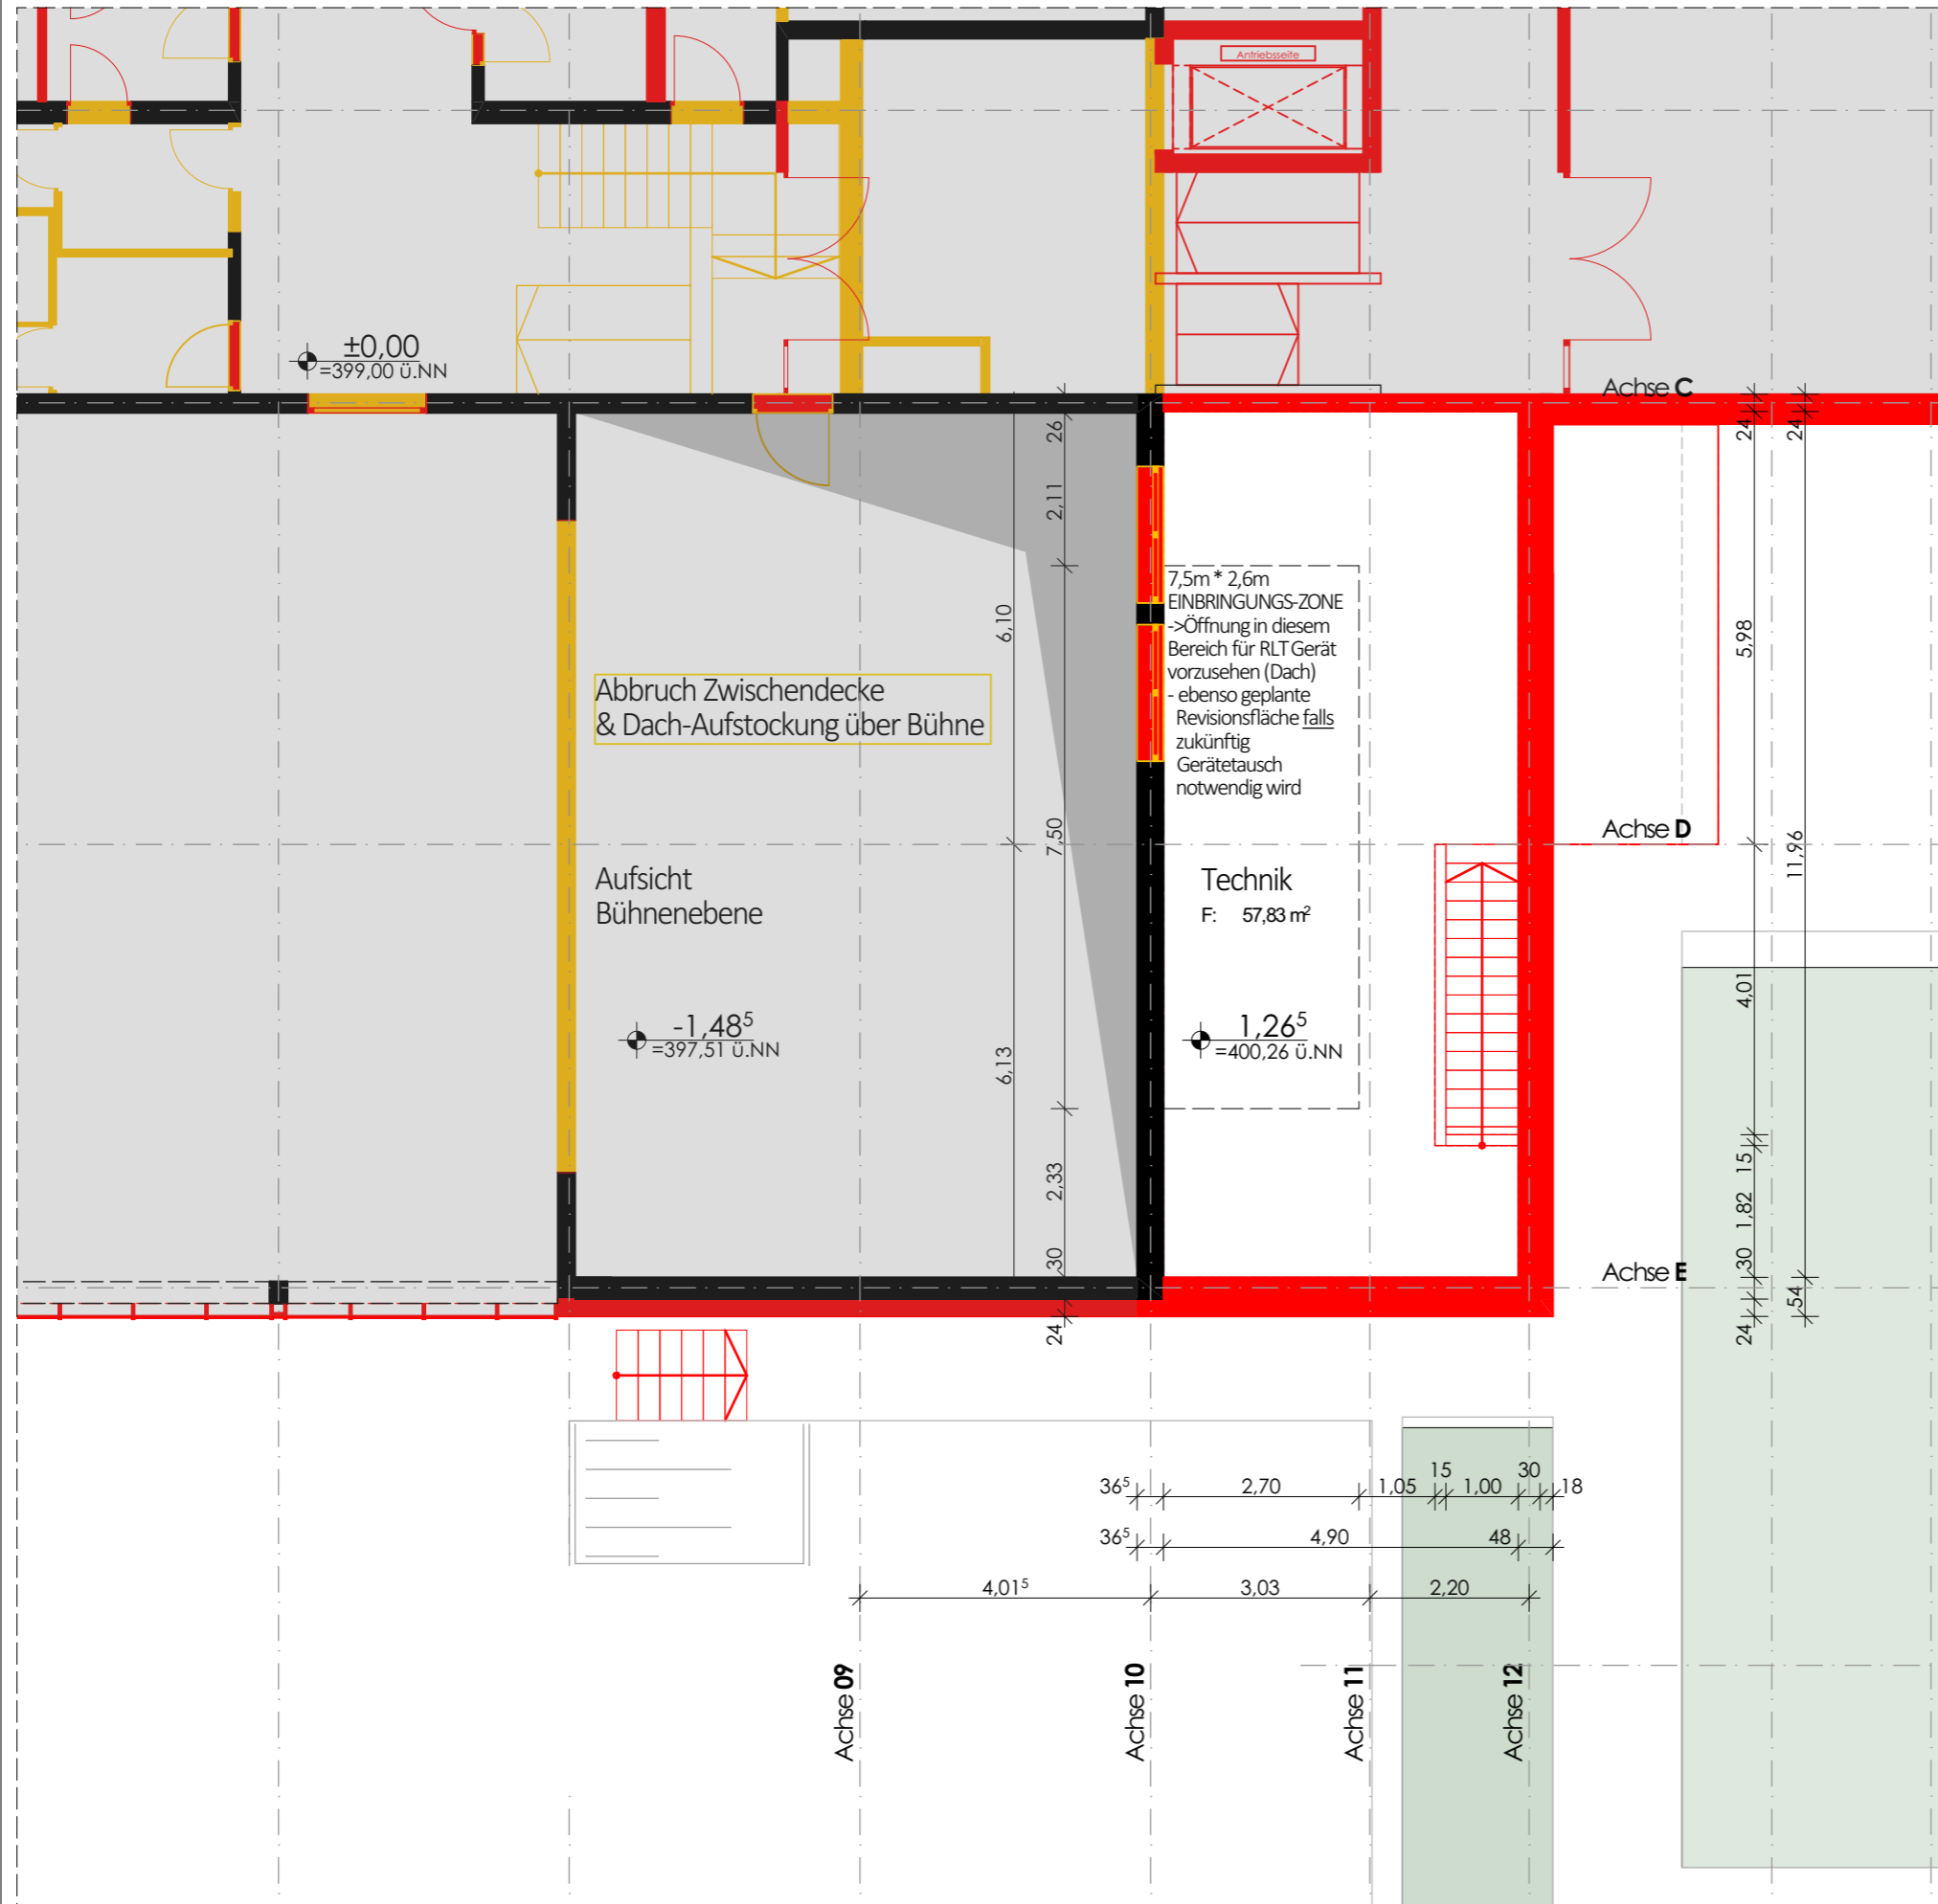 Antriebsseite
±0,00
=399,00 ü.NN
Achse C
24
24
26
2,11
6,10
7,50
6,13
2,33
30
24
7,5m * 2,6m
EINBRINGUNGS-ZONE
->Öffnung in diesem
Bereich für RLT Gerät
vorzusehen (Dach)
- ebenso geplante
Revisionsfläche falls
zukünftig
Gerätetausch
notwendig wird
5,98
Abbruch Zwischendecke
& Dach-Aufstockung über Bühne
Achse D
11,96
Aufsicht
Bühnenebene
Technik
F: 57,83 m²
4,01
-1,48⁵
=397,51 ü.NN
1,26⁵
=400,26 ü.NN
15
1,82
30
24
54
Achse E
36⁵ 2,70 1,05 15 1,00 30 18
36⁵ 4,90 48
4,01⁵ 3,03 2,20
Achse 09
Achse 10
Achse 11
Achse 12